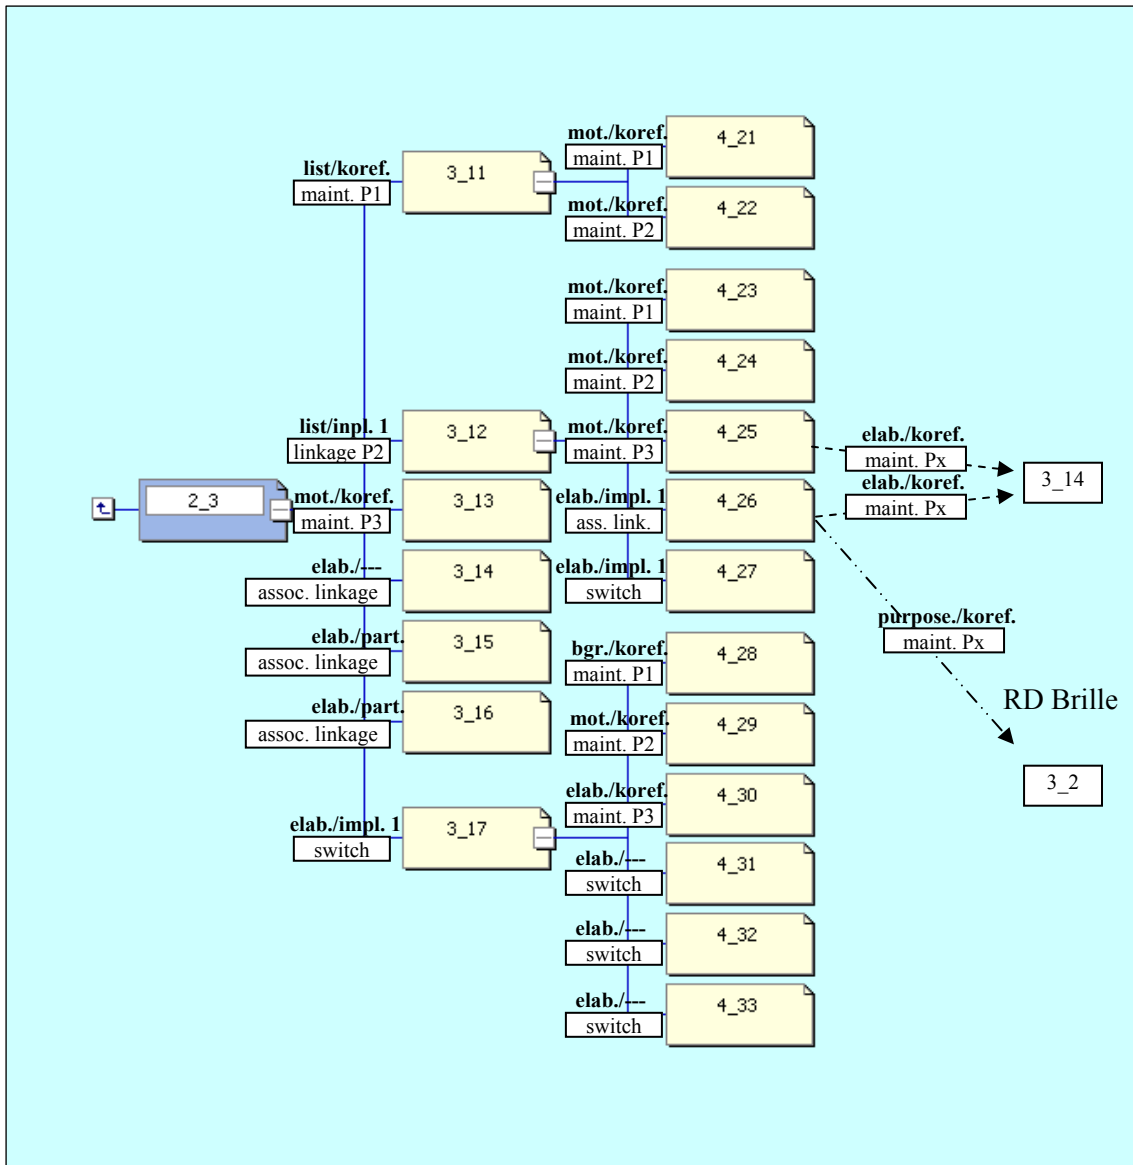 mot./koref.
4_21
maint. P1
list/koref.
3_11
maint. P1
mot./koref.
4_22
maint. P2
mot./koref.
4_23
maint. P1
mot./koref.
4_24
maint. P2
list/inpl. 1
3_12
linkage P2
mot./koref.
4_25
maint. P3
elab./koref.
maint. Px
3_14
elab./koref.
maint. Px
2_3
mot./koref.
3_13
maint. P3
elab./impl. 1
4_26
ass. link.
elab./---
3_14
assoc. linkage
elab./impl. 1
4_27
switch
purpose./koref.
maint. Px
elab./part.
3_15
assoc. linkage
bgr./koref.
4_28
maint. P1
RD Brille
elab./part.
3_16
assoc. linkage
mot./koref.
4_29
maint. P2
3_2
elab./koref.
4_30
maint. P3
elab./impl. 1
3_17
switch
elab./---
4_31
switch
elab./---
4_32
switch
elab./---
4_33
switch